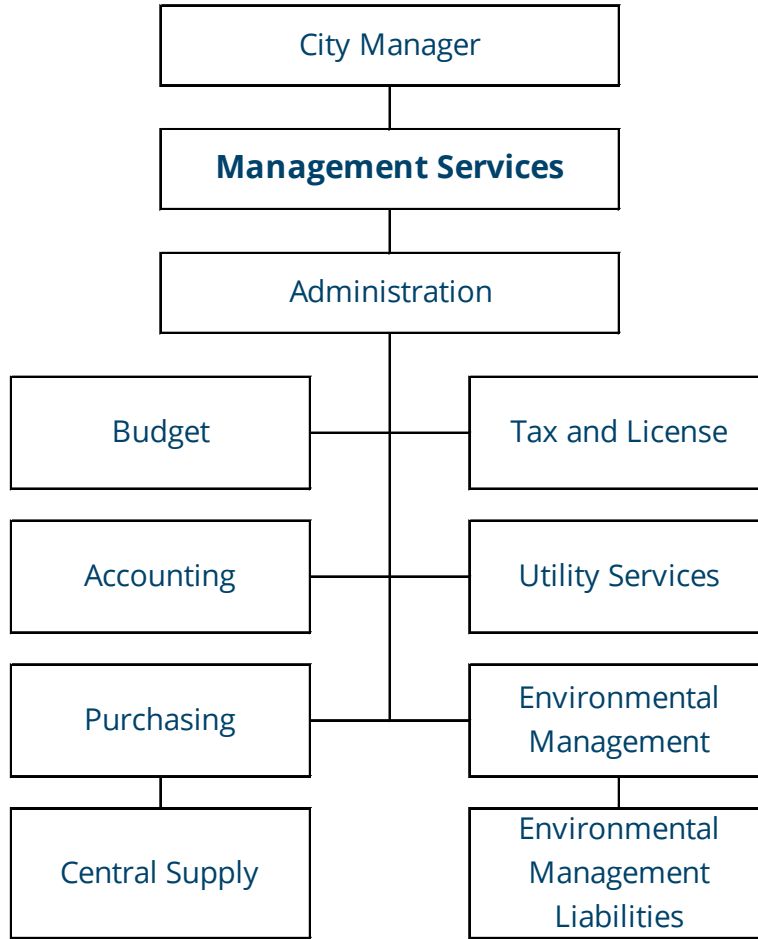 City Manager
Management Services
Administration
Budget
Tax and License
Accounting
Utility Services
Purchasing
Environmental
Management
Central Supply
Environmental
Management
Liabilities